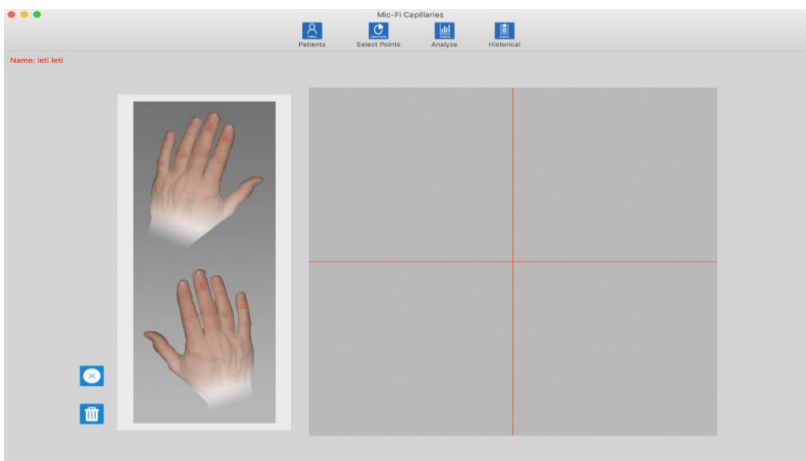 Mic-Fi Capillaries
Patients Select Points Analyze Historical
Name: leti leti